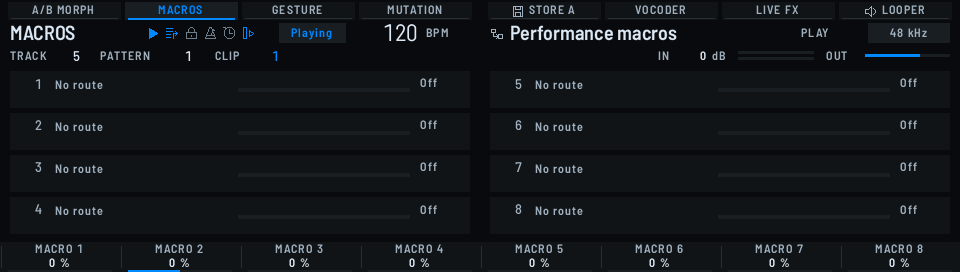 A/B MORPH MACROS GESTURE MUTATION STORE A VOCODER LIVE FX LOOPER
MACROS Playing 120 BPM Performance macros PLAY 48 kHz
TRACK 5 PATTERN 1 CLIP 1 IN 0 dB OUT
1 No route Off 5 No route Off
2 No route Off 6 No route Off
3 No route Off 7 No route Off
4 No route Off 8 No route Off
MACRO 1 MACRO 2 MACRO 3 MACRO 4 MACRO 5 MACRO 6 MACRO 7 MACRO 8
0 % 0 % 0 % 0 % 0 % 0 % 0 % 0 %